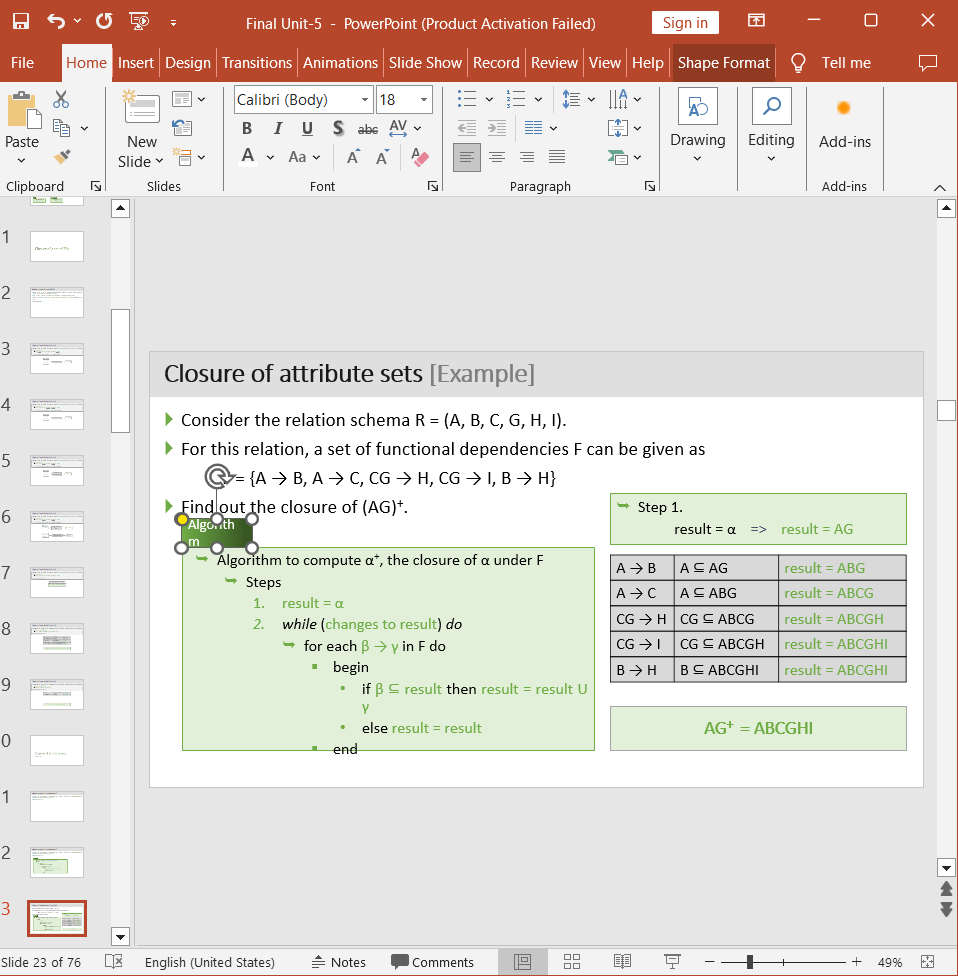 Final Unit-5 - PowerPoint (Product Activation Failed)
Sign in
File
Home
Insert
Design
Transitions
Animations
Slide Show
Record
Review
View
Help
Shape Format
Tell me
Paste
New
Slide
Calibri (Body)
18
B I U S abc AV
A Aa A A
Drawing
Editing
Add-ins
Clipboard
Slides
Font
Paragraph
Add-ins
1
2
3
4
5
6
7
8
9
0
1
2
3
Closure of attribute sets [Example]
Consider the relation schema R = (A, B, C, G, H, I).
For this relation, a set of functional dependencies F can be given as
= {A → B, A → C, CG → H, CG → I, B → H}
Find out the closure of (AG)⁺.
Algorith
m
Algorithm to compute α⁺, the closure of α under F
Steps
1. result = α
2. while (changes to result) do
for each β → γ in F do
begin
if β ⊆ result then result = result U
γ
else result = result
end
Step 1.
result = α => result = AG
A → B A ⊆ AG result = ABG
A → C A ⊆ ABG result = ABCG
CG → H CG ⊆ ABCG result = ABCGH
CG → I CG ⊆ ABCGH result = ABCGHI
B → H B ⊆ ABCGHI result = ABCGHI
AG⁺ = ABCGHI
Slide 23 of 76
English (United States)
Notes
Comments
49%